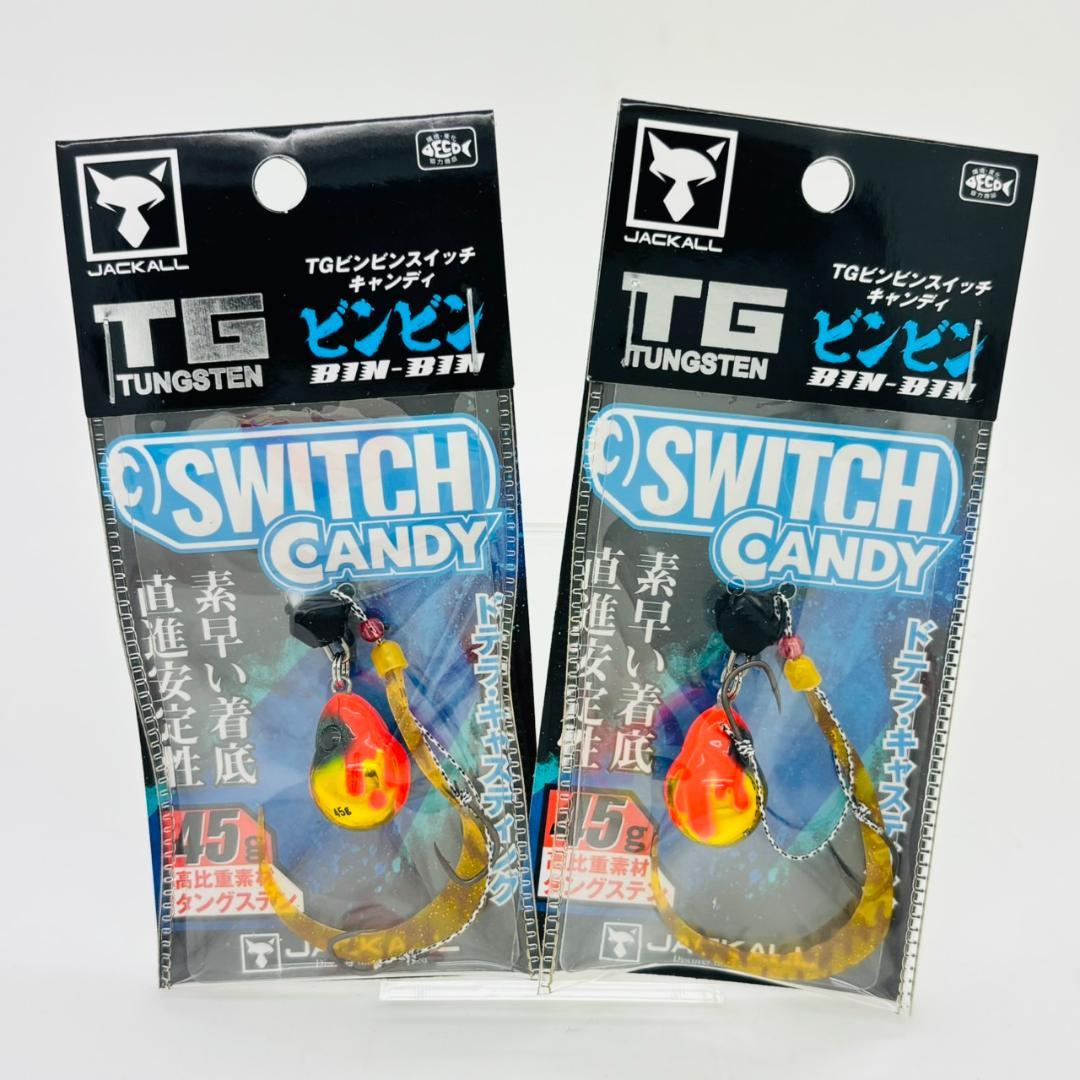 JACKALL
ECO
TG
TUNGSTEN
TGビンビンスイッチ
キャンディ
ビンビン
BIN-BIN
SWITCH
CANDY
素早い着底
直進安定性
ドテラ・キャスティング
45g
45g
高比重素材
タングステン
JACKALL
JACKALL
ECO
TG
TUNGSTEN
TGビンビンスイッチ
キャンディ
ビンビン
BIN-BIN
SWITCH
CANDY
素早い着底
直進安定性
ドテラ・キャステ
45g
比重素材
タングステン
JACKALL